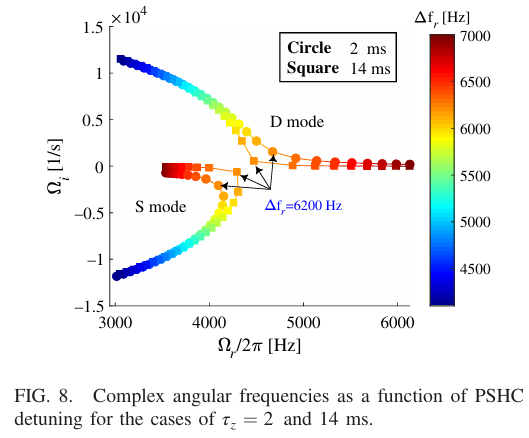 ×10⁴
Δf_r [Hz]
1.5
1
0.5
0
-0.5
-1
-1.5
Ω_i [1/s]
Circle 2 ms
Square 14 ms
D mode
S mode
Δf_r=6200 Hz
3000 4000 5000 6000
Ω_r/2π [Hz]
7000
6500
6000
5500
5000
4500
FIG. 8. Complex angular frequencies as a function of PSHC
detuning for the cases of τ_z = 2 and 14 ms.